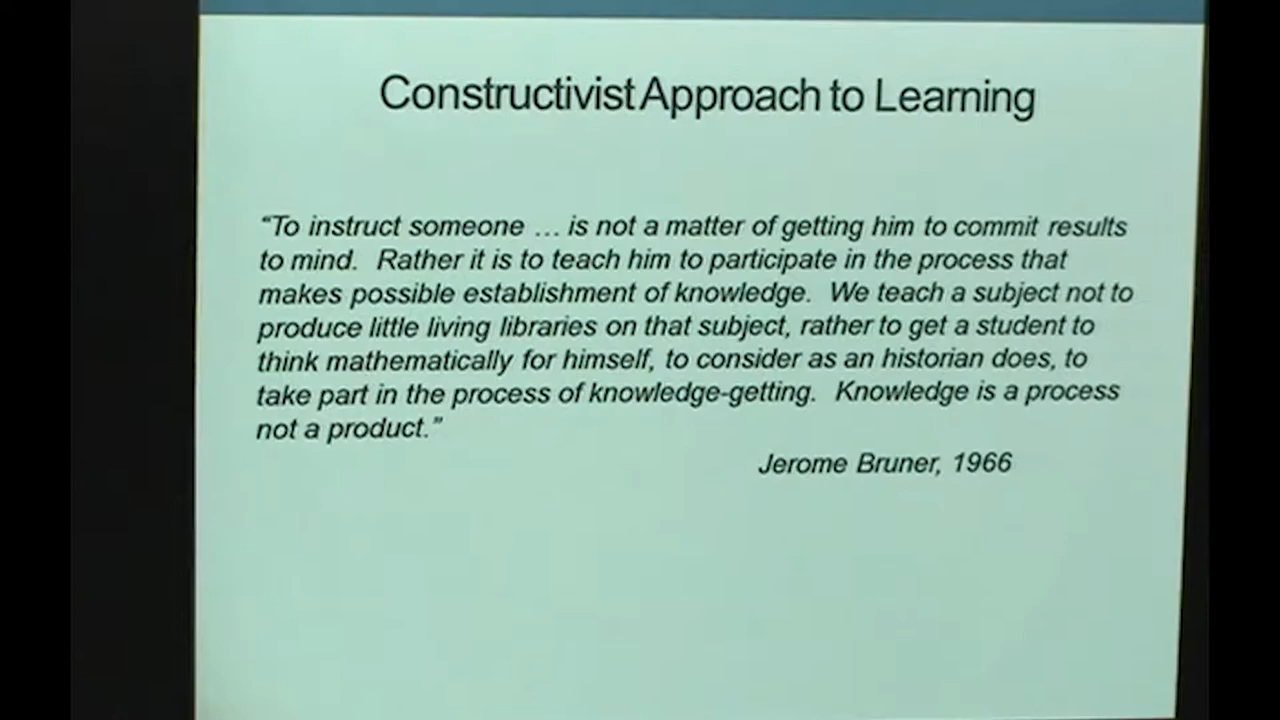 Constructivist Approach to Learning
“To instruct someone … is not a matter of getting him to commit results
to mind. Rather it is to teach him to participate in the process that
makes possible establishment of knowledge. We teach a subject not to
produce little living libraries on that subject, rather to get a student to
think mathematically for himself, to consider as an historian does, to
take part in the process of knowledge-getting. Knowledge is a process
not a product.”
Jerome Bruner, 1966